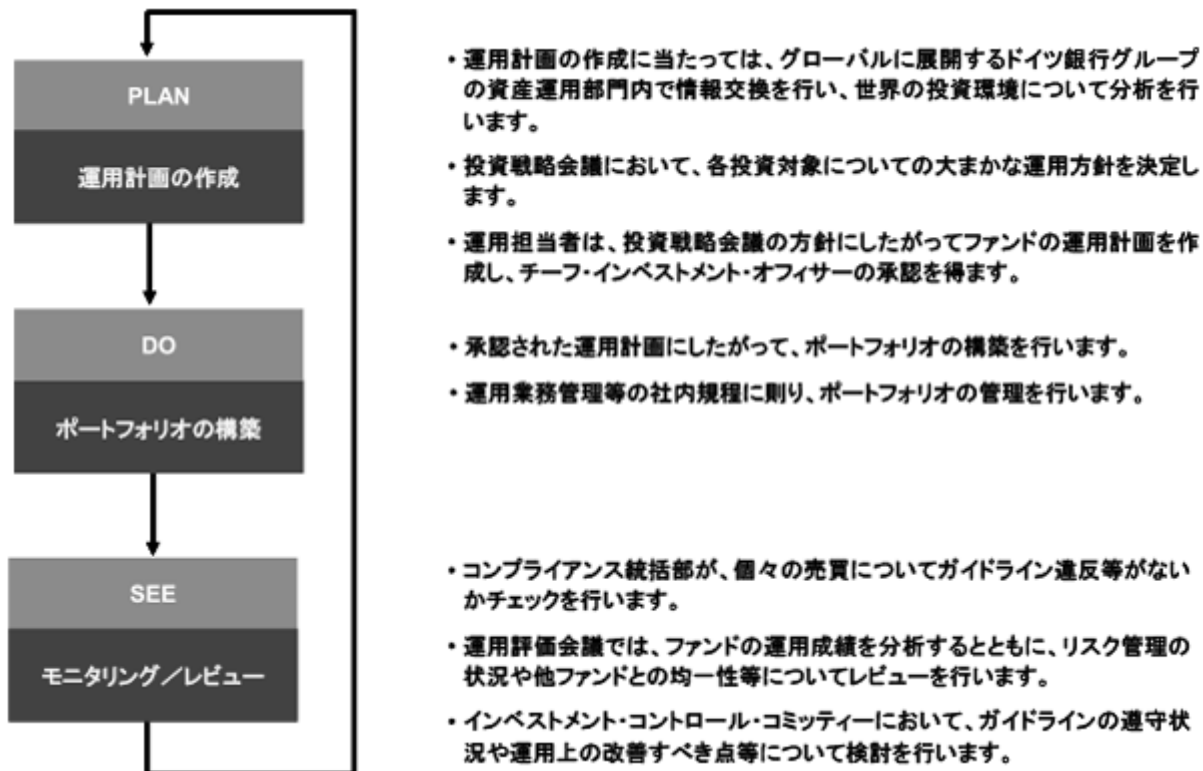 PLAN
運用計画の作成
・運用計画の作成に当たっては、グローバルに展開するドイツ銀行グループ
の資産運用部門内で情報交換を行い、世界の投資環境について分析を行
います。
・投資戦略会議において、各投資対象についての大まかな運用方針を決定し
ます。
・運用担当者は、投資戦略会議の方針にしたがってファンドの運用計画を作
成し、チーフ・インベストメント・オフィサーの承認を得ます。
DO
ポートフォリオの構築
・承認された運用計画にしたがって、ポートフォリオの構築を行います。
・運用業務管理等の社内規程に則り、ポートフォリオの管理を行います。
SEE
モニタリング／レビュー
・コンプライアンス統括部が、個々の売買についてガイドライン違反等がない
かチェックを行います。
・運用評価会議では、ファンドの運用成績を分析するとともに、リスク管理の
状況や他ファンドとの均一性等についてレビューを行います。
・インベストメント・コントロール・コミッティーにおいて、ガイドラインの遵守状
況や運用上の改善すべき点等について検討を行います。